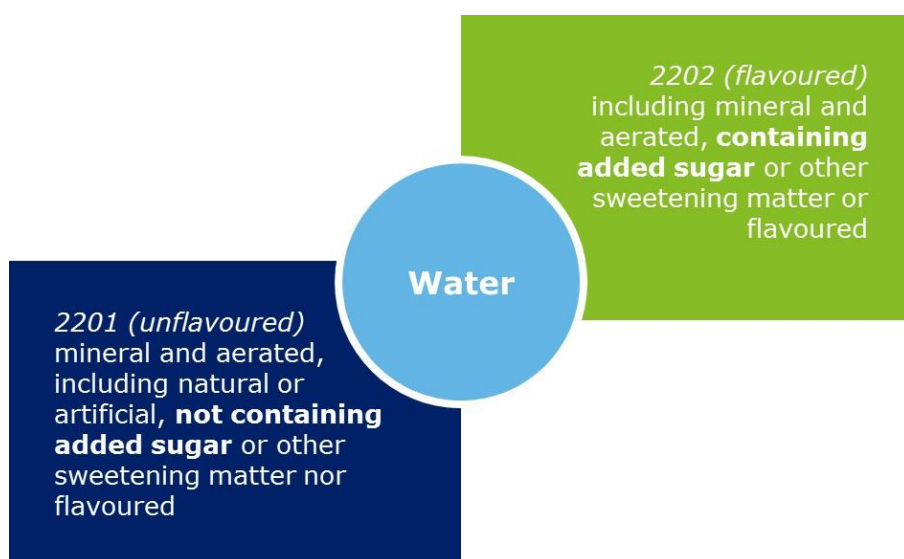 2202 (flavoured)
including mineral and
aerated, containing
added sugar or other
sweetening matter or
flavoured
Water
2201 (unflavoured)
mineral and aerated,
including natural or
artificial, not containing
added sugar or other
sweetening matter nor
flavoured